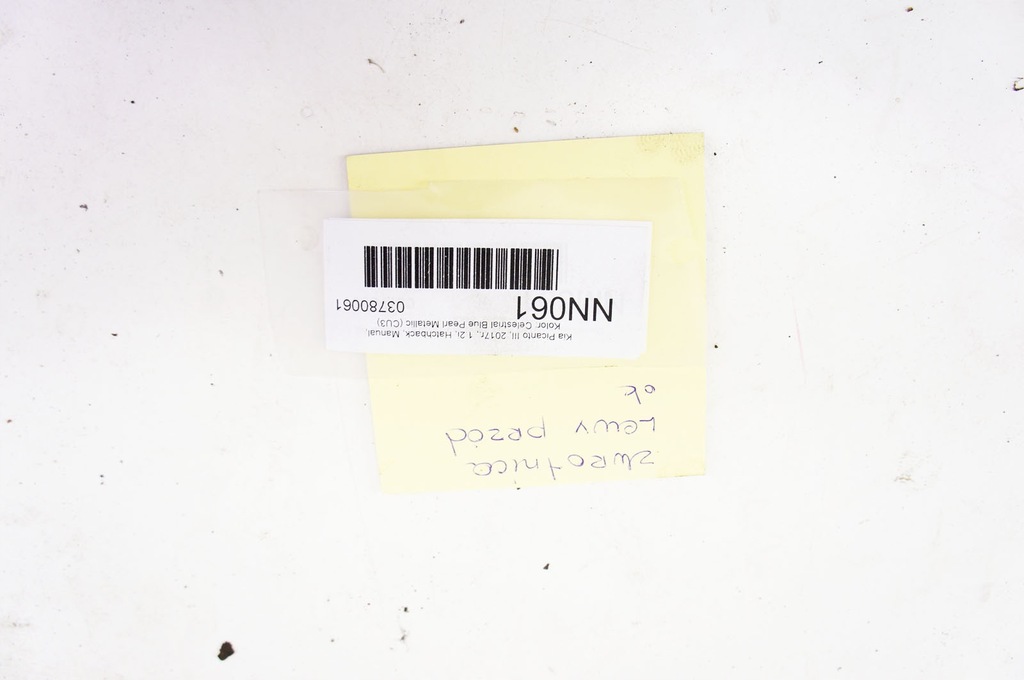 zwrotnica
Lewy przód
ok
Kia Picanto III, 2017r., 1.2i, Hatchback, Manual,
Kolor: Celestrial Blue Pearl Metallic (CU3)
NN061 03780061